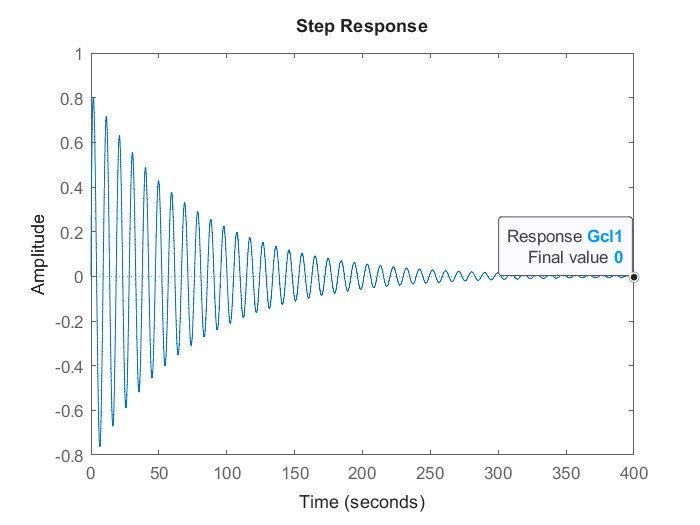 Step Response
Amplitude
1
0.8
0.6
0.4
0.2
0
-0.2
-0.4
-0.6
-0.8
Response Gcl1
Final value 0
0 50 100 150 200 250 300 350 400
Time (seconds)